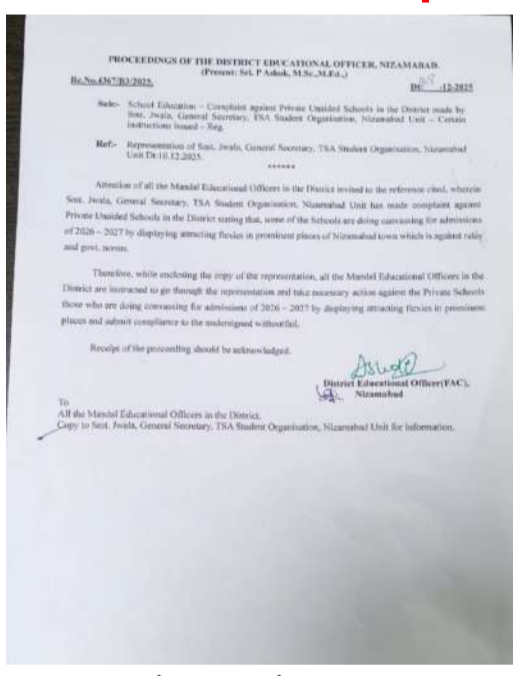 PROCEEDINGS OF THE DISTRICT EDUCATIONAL OFFICER, NIZAMABAD.
(Present: Sri. P Ashok, M.Sc.,M.Ed.,)
Rc.No.4367/B3/2025. Dt: -12-2025
Sub:- School Education – Complaint against Private Unaided Schools in the District made by
Smt. Jwala, General Secretary, TSA Student Organisation, Nizamabad Unit – Certain
instructions issued – Reg.
Ref:- Representation of Smt. Jwala, General Secretary, TSA Student Organisation, Nizamabad
Unit Dt:10.12.2025.
******
Attention of all the Mandal Educational Officers in the District invited to the reference cited, wherein
Smt. Jwala, General Secretary, TSA Student Organisation, Nizamabad Unit has made complaint against
Private Unaided Schools in the District stating that, some of the Schools are doing canvassing for admissions
of 2026 – 2027 by displaying attracting flexies in prominent places of Nizamabad town which is against rules
and govt. norms.
Therefore, while enclosing the copy of the representation, all the Mandal Educational Officers in the
District are instructed to go through the representation and take necessary action against the Private Schools
those who are doing canvassing for admissions of 2026 – 2027 by displaying attracting flexies in prominent
places and submit compliance to the undersigned withoutfail.
Receipt of the proceeding should be acknowledged.
District Educational Officer(FAC),
Nizamabad
To
All the Mandal Educational Officers in the District.
Copy to Smt. Jwala, General Secretary, TSA Student Organisation, Nizamabad Unit for information.